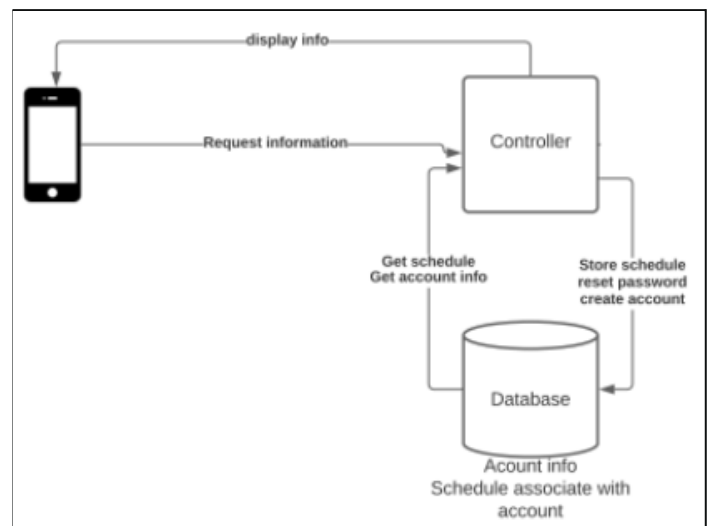 display info
Request information
Controller
Get schedule
Get account info
Store schedule
reset password
create account
Database
Acount info
Schedule associate with
account